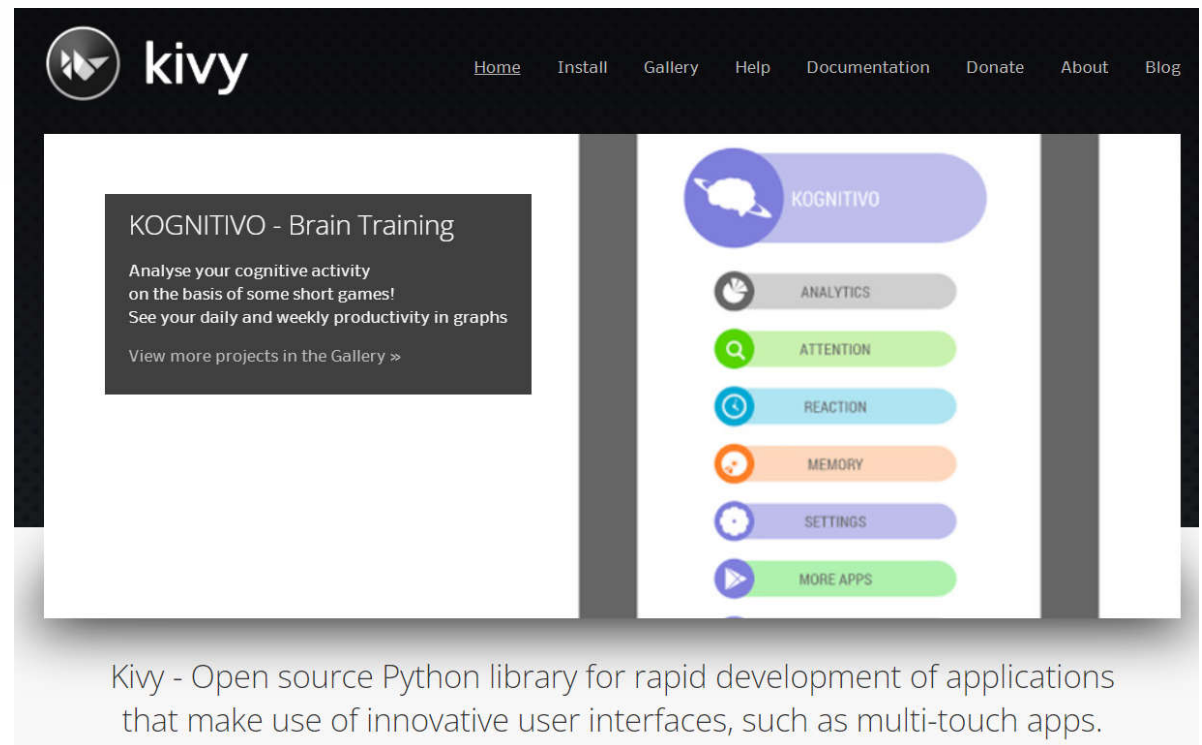 kivy
Home Install Gallery Help Documentation Donate About Blog
KOGNITIVO - Brain Training
Analyse your cognitive activity
on the basis of some short games!
See your daily and weekly productivity in graphs
View more projects in the Gallery »
KOGNITIVO
ANALYTICS
ATTENTION
REACTION
MEMORY
SETTINGS
MORE APPS
Kivy - Open source Python library for rapid development of applications
that make use of innovative user interfaces, such as multi-touch apps.